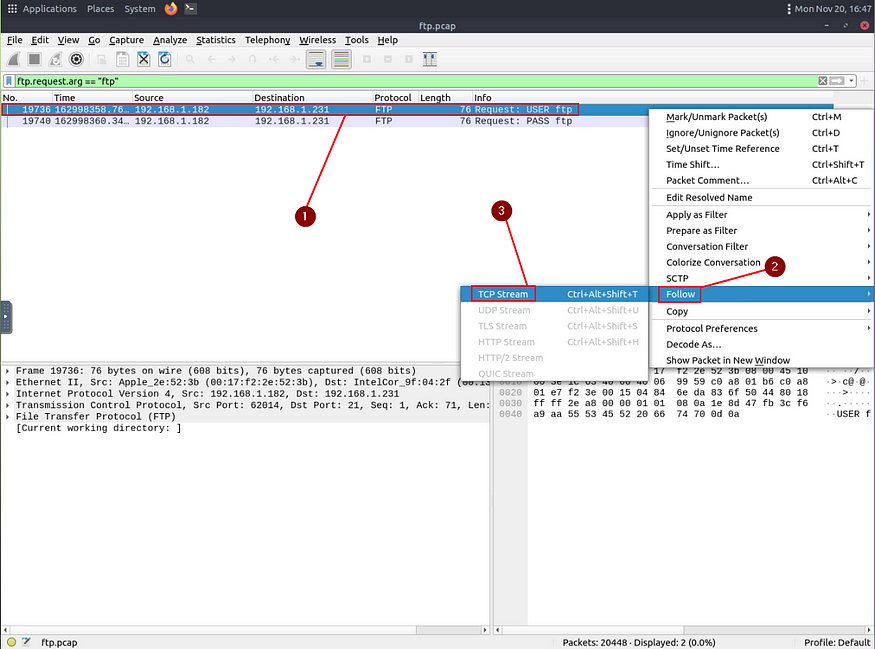 Applications Places System Mon Nov 20, 16:47
ftp.pcap
File Edit View Go Capture Analyze Statistics Telephony Wireless Tools Help
ftp.request.arg == "ftp"
No. Time Source Destination Protocol Length Info
19736 162998358.76… 192.168.1.182 192.168.1.231 FTP 76 Request: USER ftp
19740 162998360.34… 192.168.1.182 192.168.1.231 FTP 76 Request: PASS ftp
Mark/Unmark Packet(s) Ctrl+M
Ignore/Unignore Packet(s) Ctrl+D
Set/Unset Time Reference Ctrl+T
Time Shift… Ctrl+Shift+T
Packet Comment… Ctrl+Alt+C
Edit Resolved Name
Apply as Filter
Prepare as Filter
Conversation Filter
Colorize Conversation
SCTP
Follow
Copy
Protocol Preferences
Decode As…
Show Packet in New Window
1
3
2
TCP Stream Ctrl+Alt+Shift+T
UDP Stream Ctrl+Alt+Shift+U
TLS Stream Ctrl+Alt+Shift+S
HTTP Stream Ctrl+Alt+Shift+H
HTTP/2 Stream
QUIC Stream
Frame 19736: 76 bytes on wire (608 bits), 76 bytes captured (608 bits)
Ethernet II, Src: Apple_2e:52:3b (00:17:f2:2e:52:3b), Dst: IntelCor_9f:04:2f (00:13:
Internet Protocol Version 4, Src: 192.168.1.182, Dst: 192.168.1.231
Transmission Control Protocol, Src Port: 62014, Dst Port: 21, Seq: 1, Ack: 71, Len:
File Transfer Protocol (FTP)
[Current working directory: ]
17 f2 2e 52 3b 08 00 45 10
0010 00 3e 1c 63 40 00 40 06 99 59 c0 a8 01 b6 c0 a8 ·>·c@·@·
0020 01 e7 f2 3e 00 15 04 84 6e da 83 6f 50 44 80 18 ···>····
0030 ff ff 2e a8 00 00 01 01 08 0a 1e 8d 47 fb 3c f6 ··.·····
0040 a9 aa 55 53 45 52 20 66 74 70 0d 0a ··USER f
ftp.pcap Packets: 20448 · Displayed: 2 (0.0%) Profile: Default